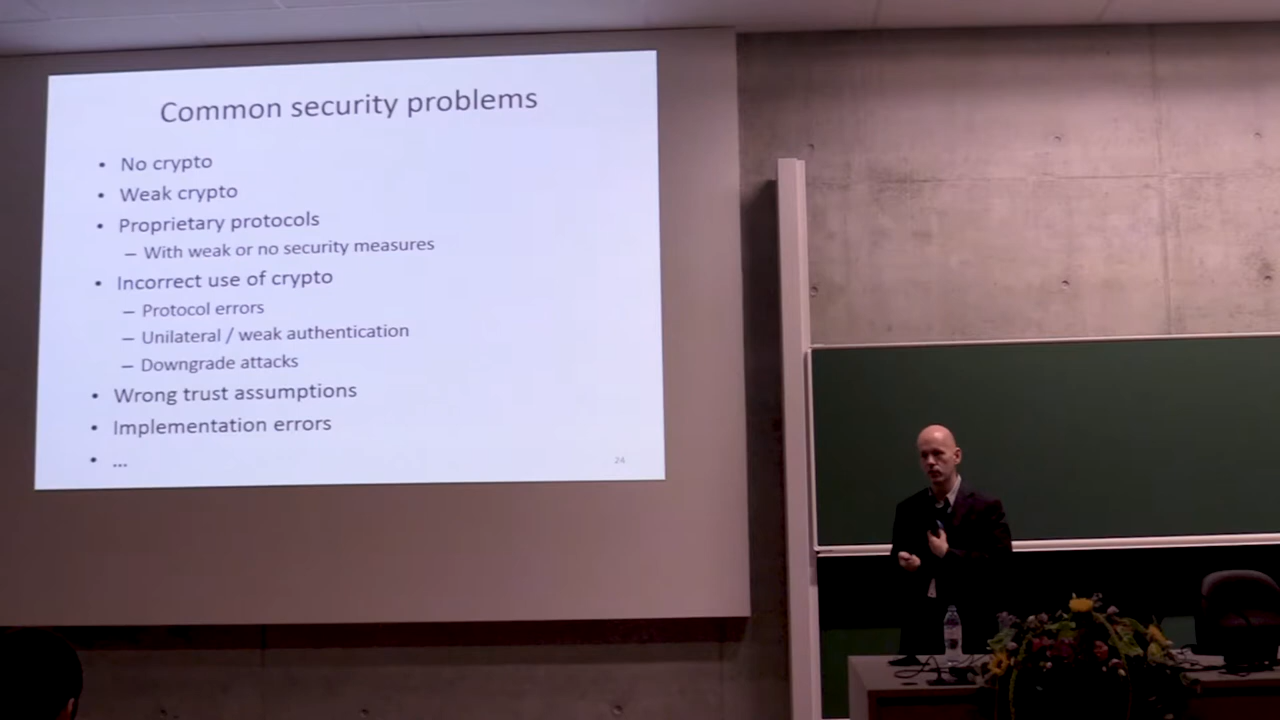 Common security problems
• No crypto
• Weak crypto
• Proprietary protocols
– With weak or no security measures
• Incorrect use of crypto
– Protocol errors
– Unilateral / weak authentication
– Downgrade attacks
• Wrong trust assumptions
• Implementation errors
• ...
24